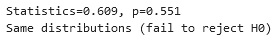 Statistics=0.609, p=0.551
Same distributions (fail to reject H0)